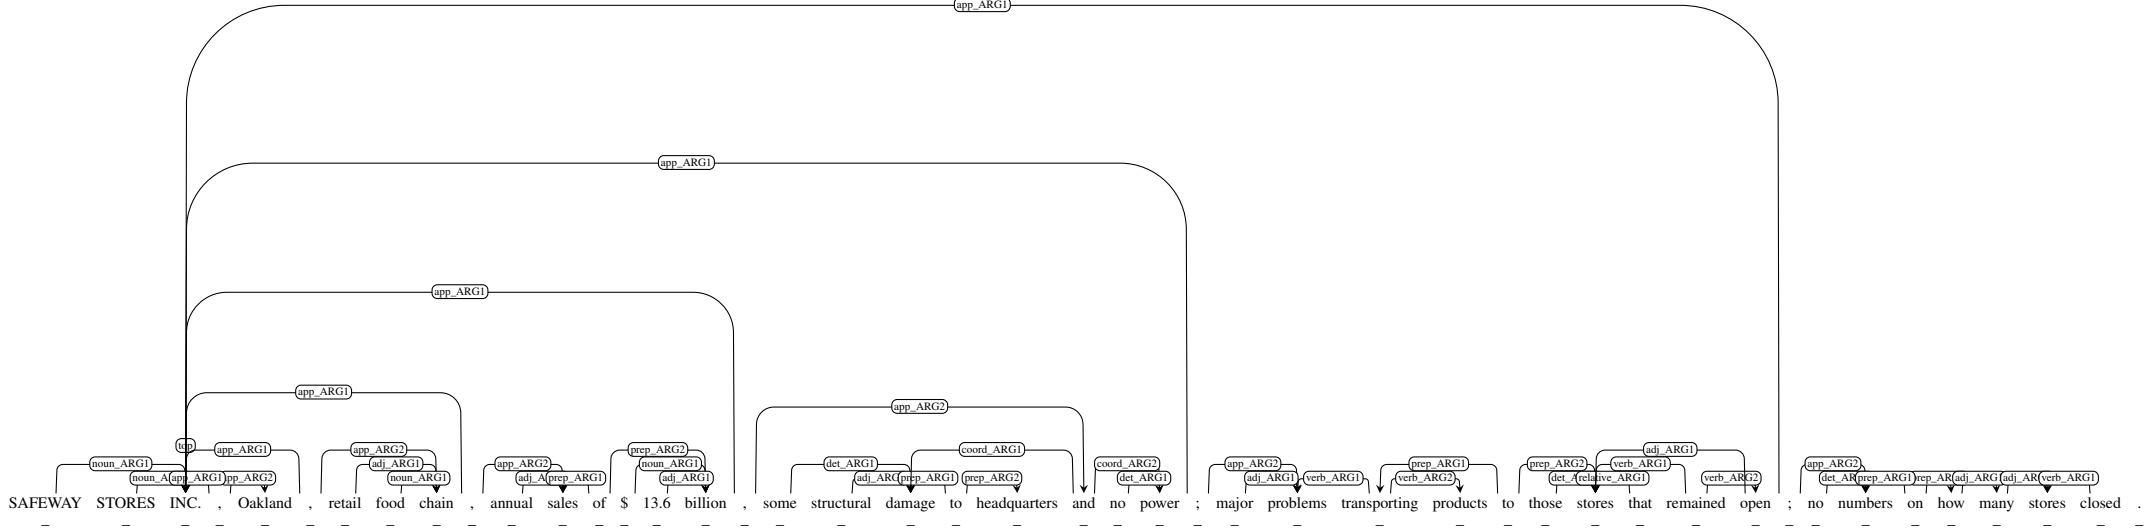 app_ARG1
app_ARG1
app_ARG1
app_ARG1
app_ARG2
top app_ARG1 app_ARG2 prep_ARG2 coord_ARG1 adj_ARG1
noun_ARG1 adj_ARG1 app_ARG2 noun_ARG1 det_ARG1 coord_ARG2 app_ARG2 prep_ARG1 prep_ARG2 verb_ARG1 app_ARG2
app_ARG1 noun_ARG1 prep_ARG1 adj_ARG1 prep_ARG1 prep_ARG2 det_ARG1 adj_ARG1 verb_ARG1 verb_ARG2 relative_ARG1 verb_ARG2 prep_ARG1 verb_ARG1
SAFEWAY STORES INC. , Oakland , retail food chain , annual sales of $ 13.6 billion , some structural damage to headquarters and no power ; major problems transporting products to those stores that remained open ; no numbers on how many stores closed .